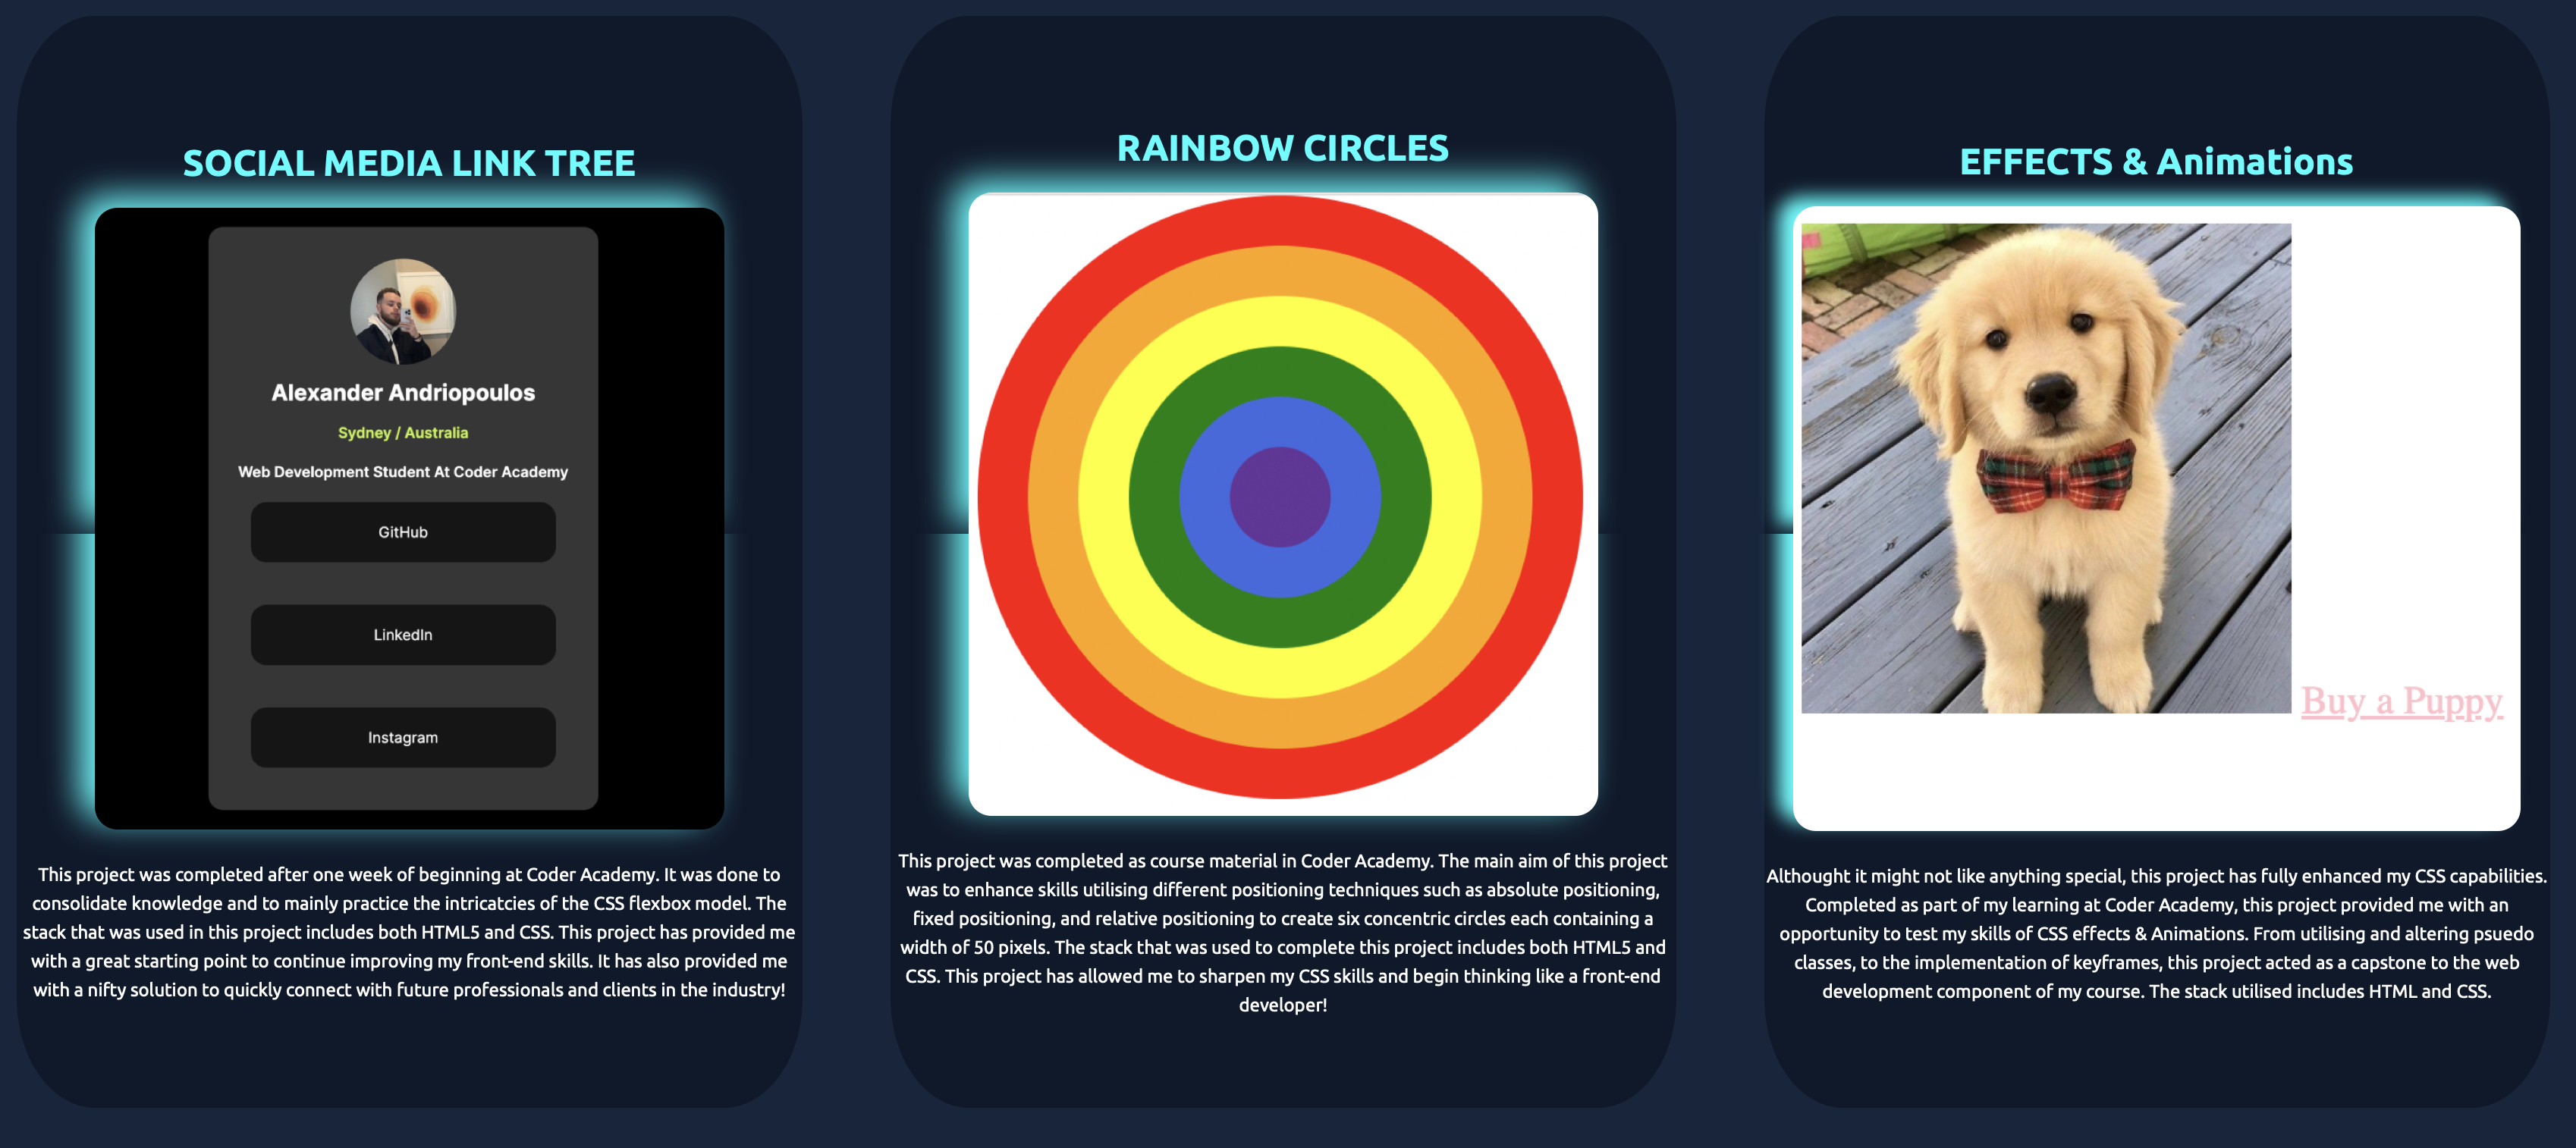 SOCIAL MEDIA LINK TREE
Alexander Andriopoulos
Sydney / Australia
Web Development Student At Coder Academy
GitHub
LinkedIn
Instagram
This project was completed after one week of beginning at Coder Academy. It was done to
consolidate knowledge and to mainly practice the intricatcies of the CSS flexbox model. The
stack that was used in this project includes both HTML5 and CSS. This project has provided me
with a great starting point to continue improving my front-end skills. It has also provided me
with a nifty solution to quickly connect with future professionals and clients in the industry!
RAINBOW CIRCLES
This project was completed as course material in Coder Academy. The main aim of this project
was to enhance skills utilising different positioning techniques such as absolute positioning,
fixed positioning, and relative positioning to create six concentric circles each containing a
width of 50 pixels. The stack that was used to complete this project includes both HTML5 and
CSS. This project has allowed me to sharpen my CSS skills and begin thinking like a front-end
developer!
EFFECTS & Animations
Buy a Puppy
Althought it might not like anything special, this project has fully enhanced my CSS capabilities.
Completed as part of my learning at Coder Academy, this project provided me with an
opportunity to test my skills of CSS effects & Animations. From utilising and altering psuedo
classes, to the implementation of keyframes, this project acted as a capstone to the web
development component of my course. The stack utilised includes HTML and CSS.